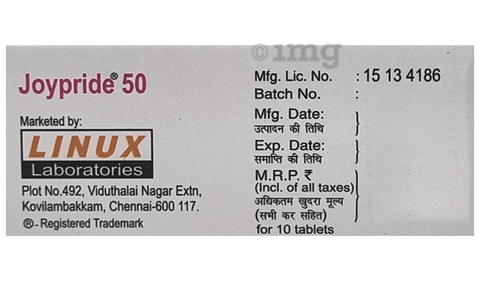 Joypride® 50
Marketed by:
LINUX
Laboratories
Plot No.492, Viduthalai Nagar Extn,
Kovilambakkam, Chennai-600 117.
®- Registered Trademark
©img
Mfg. Lic. No. : 15 13 4186
Batch No. :
Mfg. Date:
उत्पादन की तिथि
Exp. Date:
समाप्ति की तिथि
M.R.P. ₹
(Incl. of all taxes)
अधिकतम खुदरा मूल्य
(सभी कर सहित)
for 10 tablets